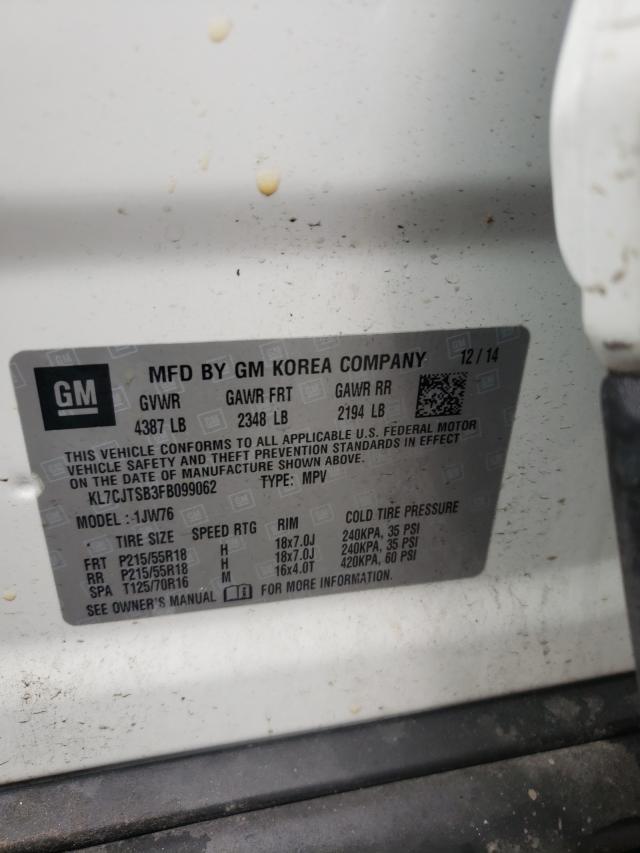 GM MFD BY GM KOREA COMPANY 12 / 14
GVWR GAWR FRT GAWR RR
4387 LB 2348 LB 2194 LB
THIS VEHICLE CONFORMS TO ALL APPLICABLE U.S. FEDERAL MOTOR
VEHICLE SAFETY AND THEFT PREVENTION STANDARDS IN EFFECT
ON THE DATE OF MANUFACTURE SHOWN ABOVE.
KL7CJTSB3FB099062 TYPE: MPV
MODEL : 1JW76
TIRE SIZE SPEED RTG RIM COLD TIRE PRESSURE
FRT P215/55R18 H 18x7.0J 240KPA, 35 PSI
RR P215/55R18 H 18x7.0J 240KPA, 35 PSI
SPA T125/70R16 M 16x4.0T 420KPA, 60 PSI
SEE OWNER'S MANUAL FOR MORE INFORMATION.